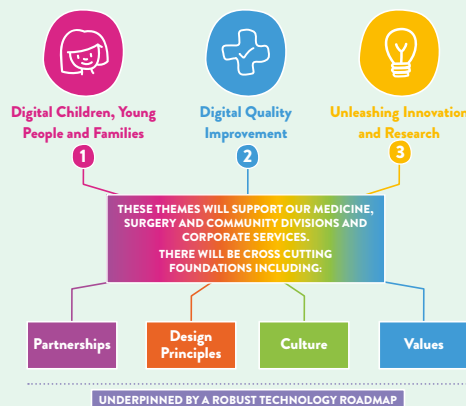 Digital Children, Young
People and Families
1
Digital Quality
Improvement
2
Unleashing Innovation
and Research
3
THESE THEMES WILL SUPPORT OUR MEDICINE,
SURGERY AND COMMUNITY DIVISIONS AND
CORPORATE SERVICES.
THERE WILL BE CROSS CUTTING
FOUNDATIONS INCLUDING:
Partnerships
Design
Principles
Culture
Values
UNDERPINNED BY A ROBUST TECHNOLOGY ROADMAP